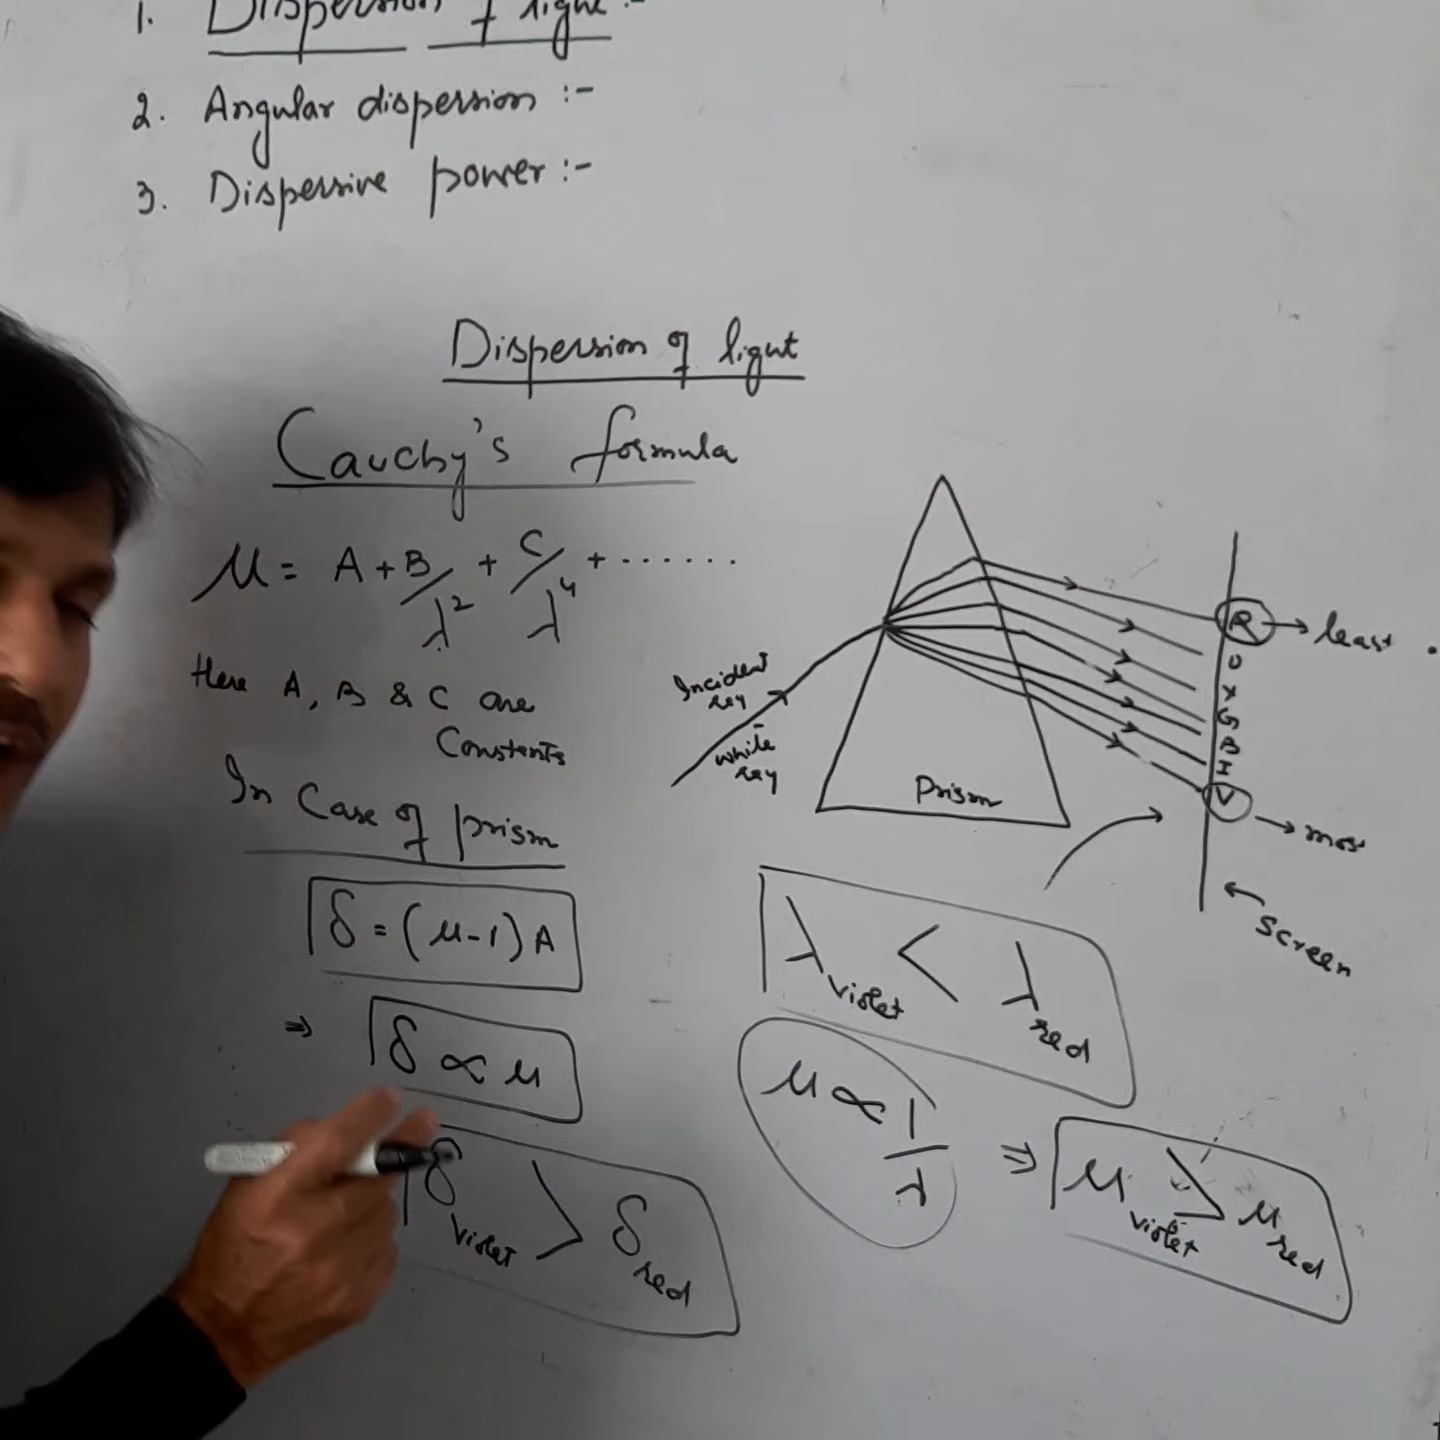 1. Dispersion of light :-
2. Angular dispersion :-
3. Dispersive power :-
Dispersion of light
Cauchy's formula
μ = A + B/λ² + C/λ⁴ + ......
Here A, B & C are
Constants
In Case of prism
δ = (μ-1) A
⇒ δ ∝ μ
δ violet > δ red
Incident ray
white ray
Prism
R → least
O
Y
G
B
I
V → most
← Screen
λ violet < λ red
μ ∝ 1/λ ⇒ μ violet > μ red